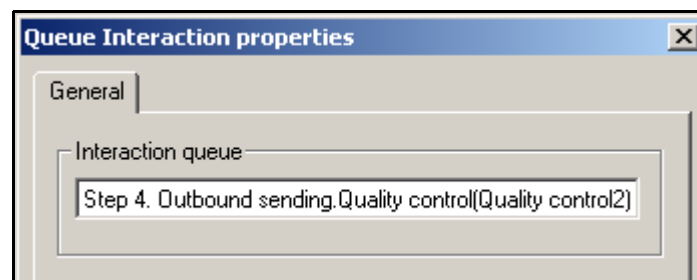 Queue Interaction properties
General
Interaction queue
Step 4. Outbound sending.Quality control(Quality control2)